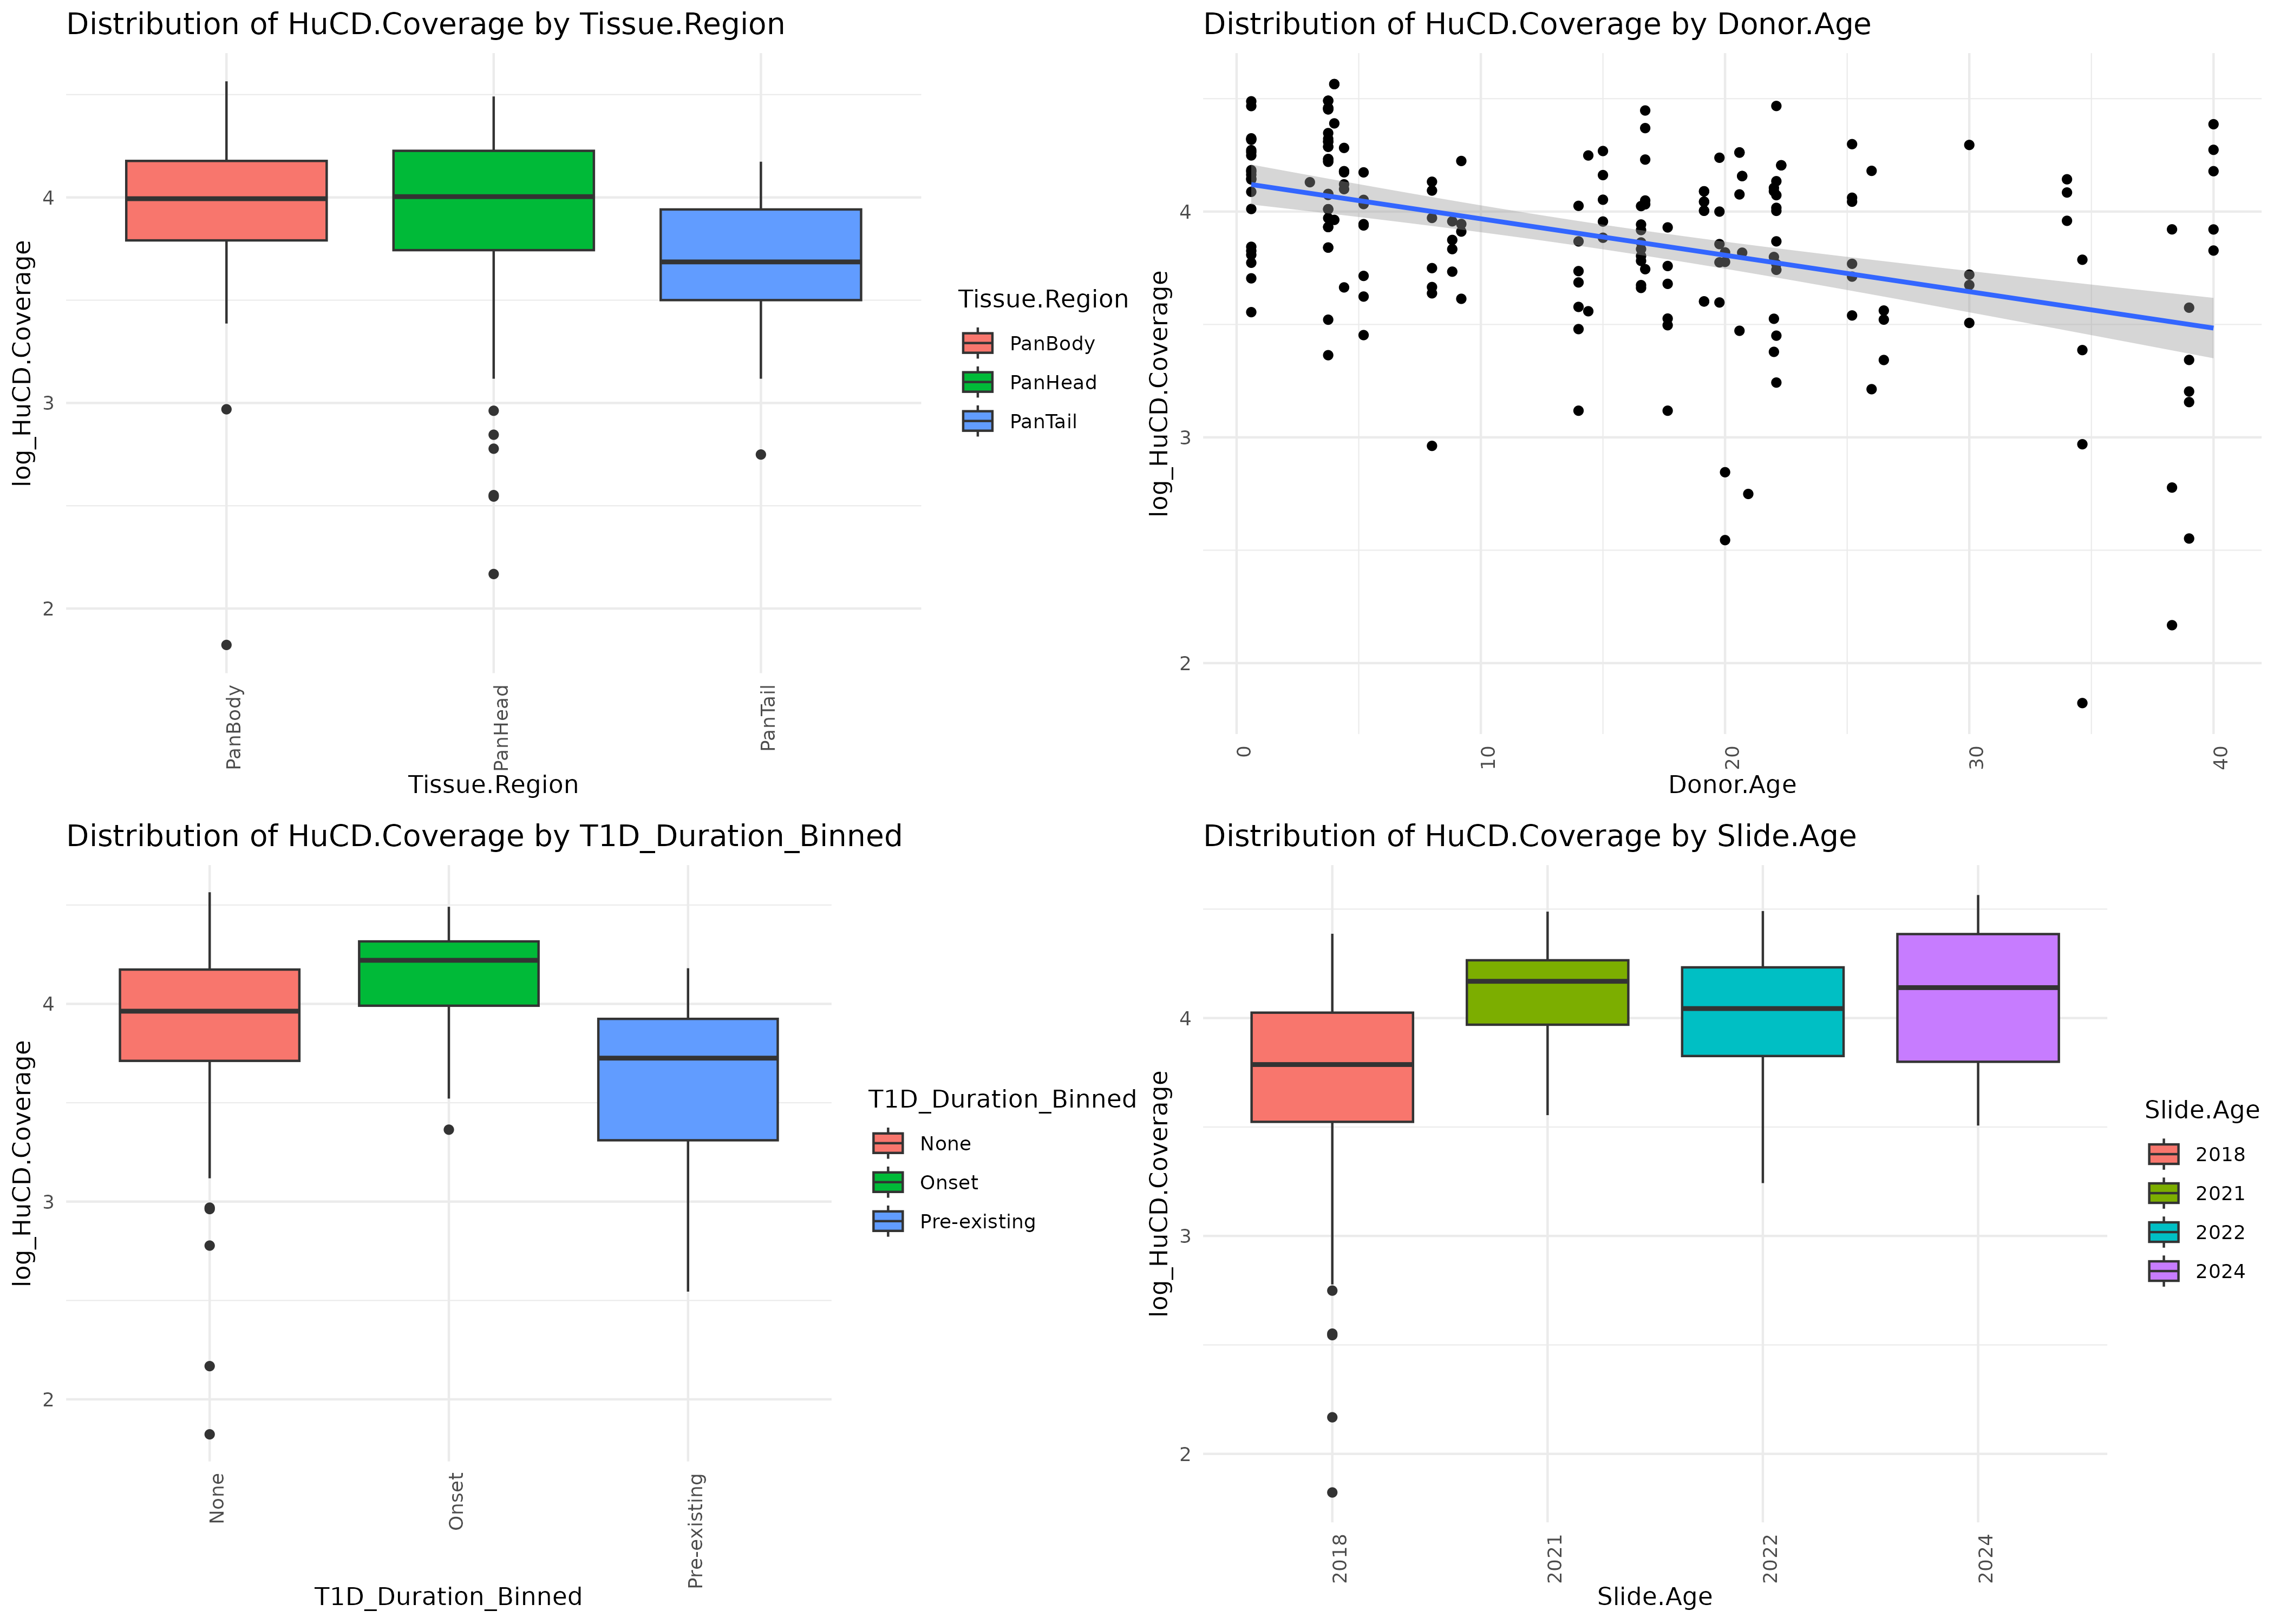 Distribution of HuCD.Coverage by Tissue.Region
log_HuCD.Coverage
4
3
2
PanBody
PanHead
PanTail
Tissue.Region
Tissue.Region
PanBody
PanHead
PanTail
Distribution of HuCD.Coverage by Donor.Age
log_HuCD.Coverage
4
3
2
0
10
20
30
40
Donor.Age
Distribution of HuCD.Coverage by T1D_Duration_Binned
log_HuCD.Coverage
4
3
2
None
Onset
Pre-existing
T1D_Duration_Binned
T1D_Duration_Binned
None
Onset
Pre-existing
Distribution of HuCD.Coverage by Slide.Age
log_HuCD.Coverage
4
3
2
2018
2021
2022
2024
Slide.Age
Slide.Age
2018
2021
2022
2024